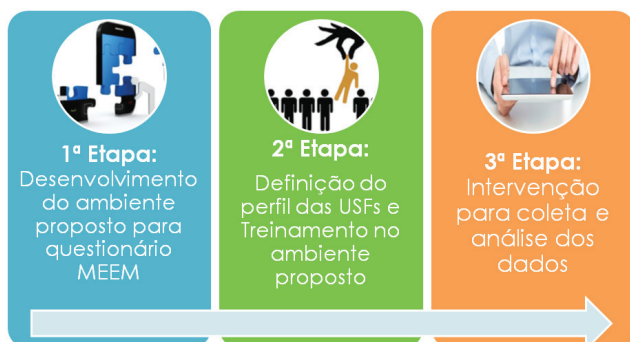 1ª Etapa:
Desenvolvimento
do ambiente
proposto para
questionário
MEEM
2ª Etapa:
Definição do
perfil das USFs e
Treinamento no
ambiente
proposto
3ª Etapa:
Intervenção
para coleta e
análise dos
dados